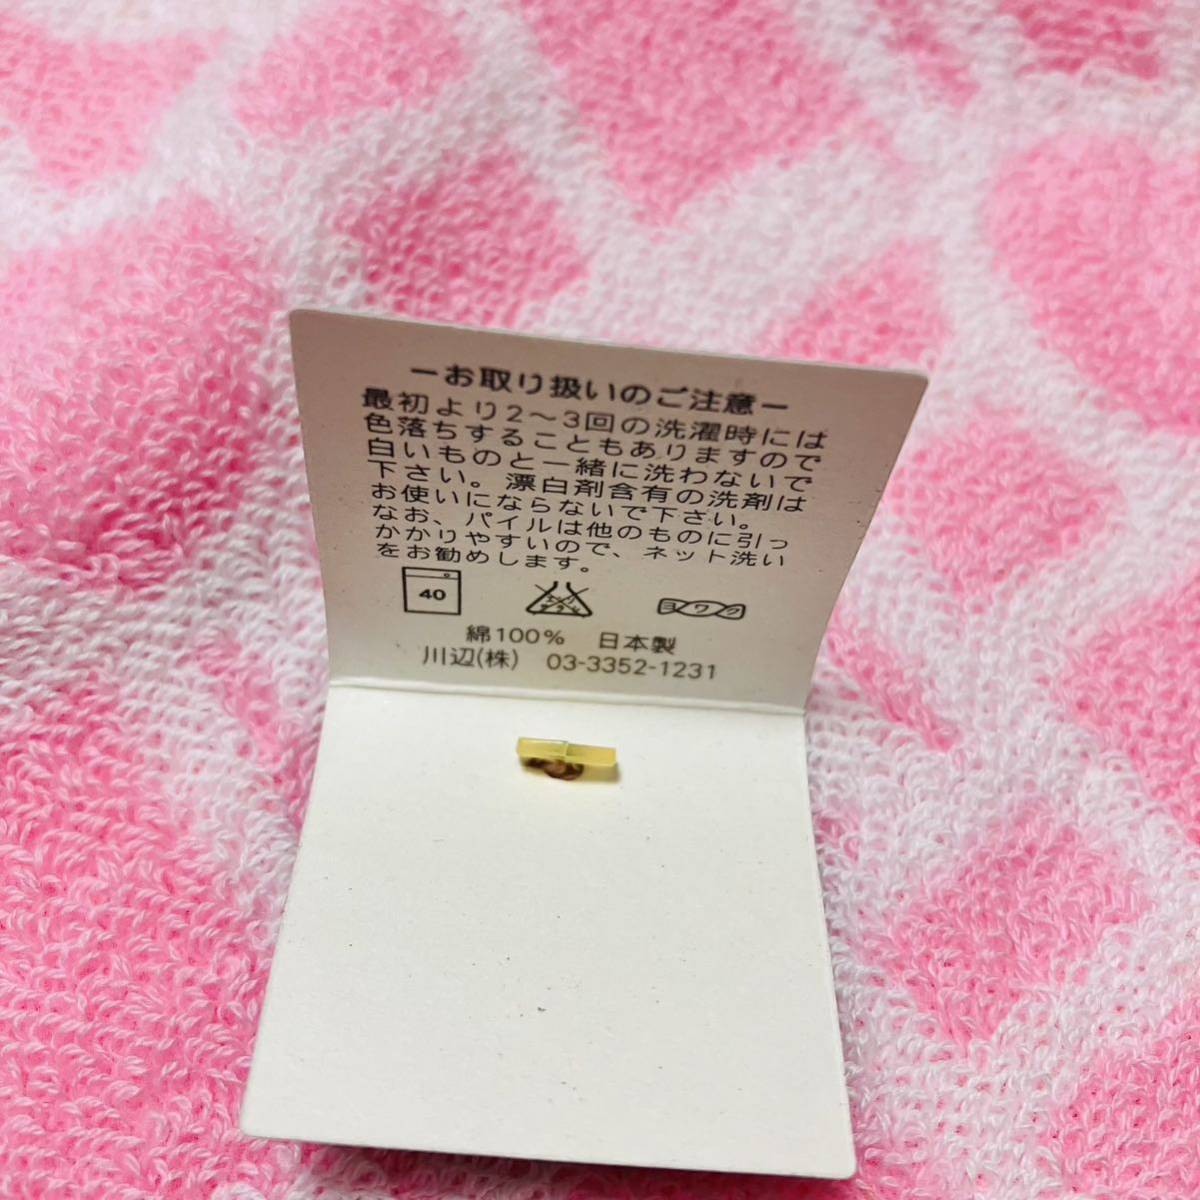 ーお取り扱いのご注意ー
最初より2〜3回の洗濯時には
色落ちすることもありますので
白いものと一緒に洗わないで
下さい。漂白剤含有の洗剤は
お使いにならないで下さい。
なお、パイルは他のものに引っ
かかりやすいので、ネット洗い
をお勧めします。
40
ヨワク
綿100% 日本製
川辺(株) 03-3352-1231